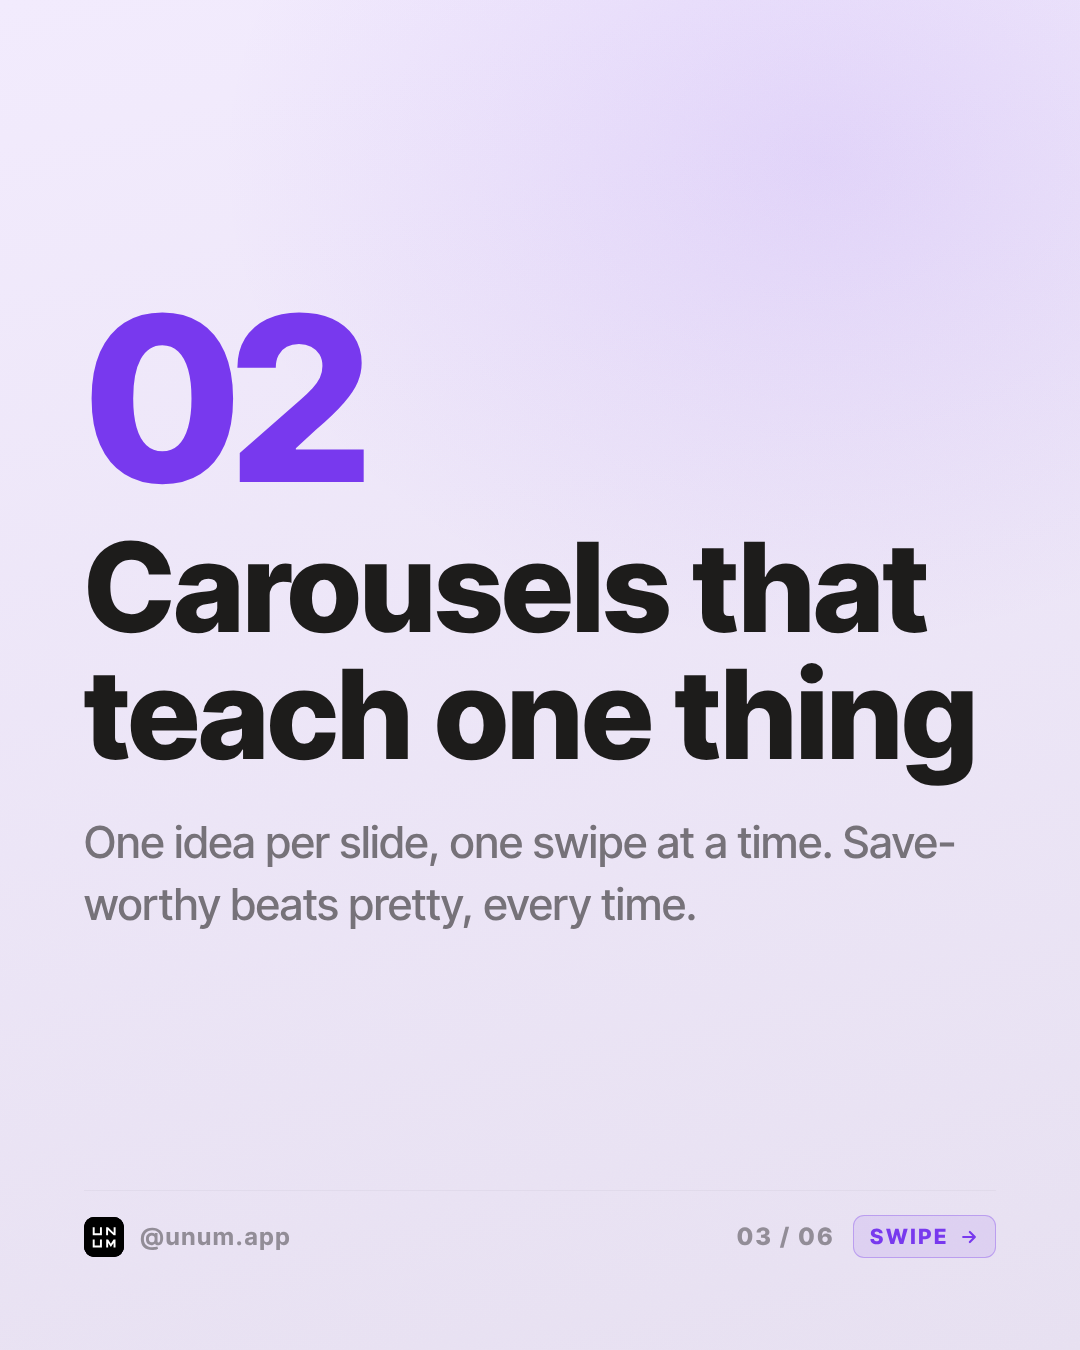 02
Carousels that
teach one thing
One idea per slide, one swipe at a time. Save-
worthy beats pretty, every time.
UN
UM
@unum.app
03 / 06
SWIPE →